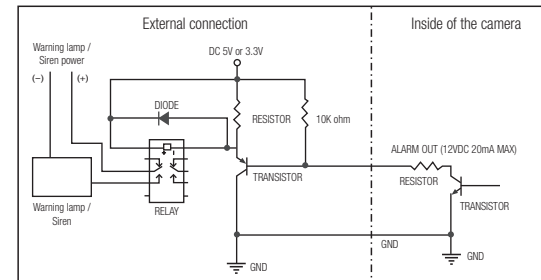 External connection
Inside of the camera
Warning lamp /
Siren power
(−)
(+)
DC 5V or 3.3V
DIODE
RESISTOR
10K ohm
ALARM OUT (12VDC 20mA MAX)
+
-
TRANSISTOR
RESISTOR
TRANSISTOR
RELAY
Warning lamp /
Siren
GND
GND
GND